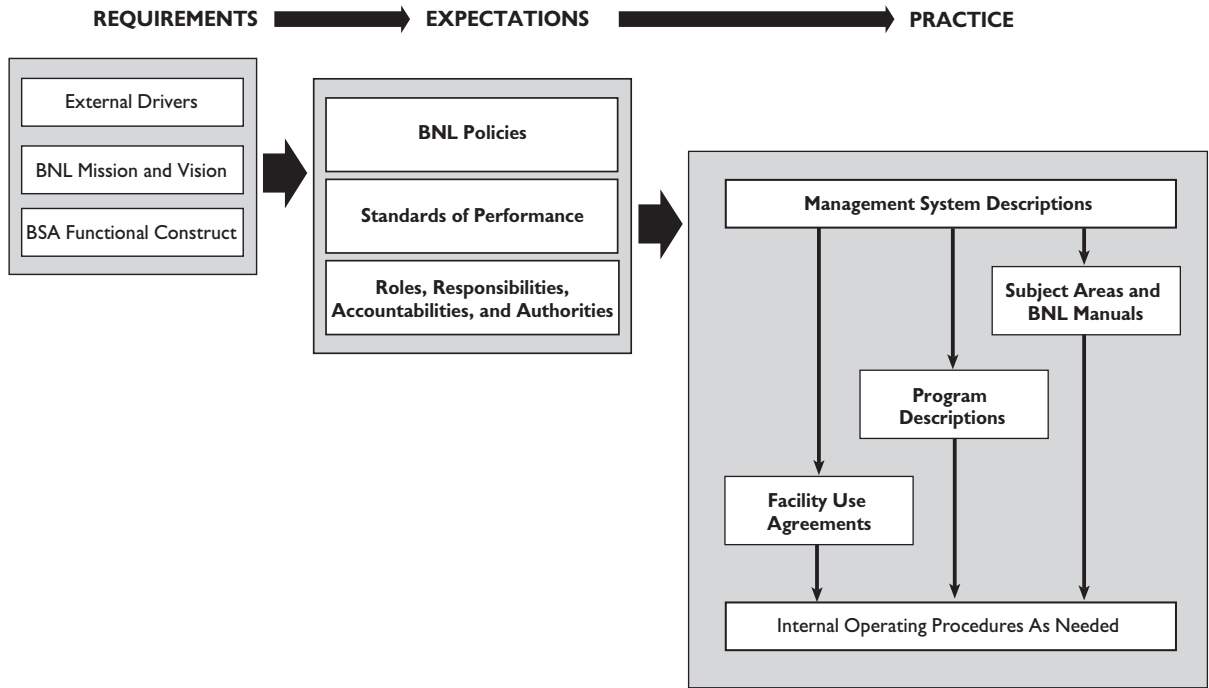 REQUIREMENTS EXPECTATIONS PRACTICE
External Drivers
BNL Mission and Vision
BSA Functional Construct
BNL Policies
Standards of Performance
Roles, Responsibilities,
Accountabilities, and Authorities
Management System Descriptions
Subject Areas and
BNL Manuals
Program
Descriptions
Facility Use
Agreements
Internal Operating Procedures As Needed